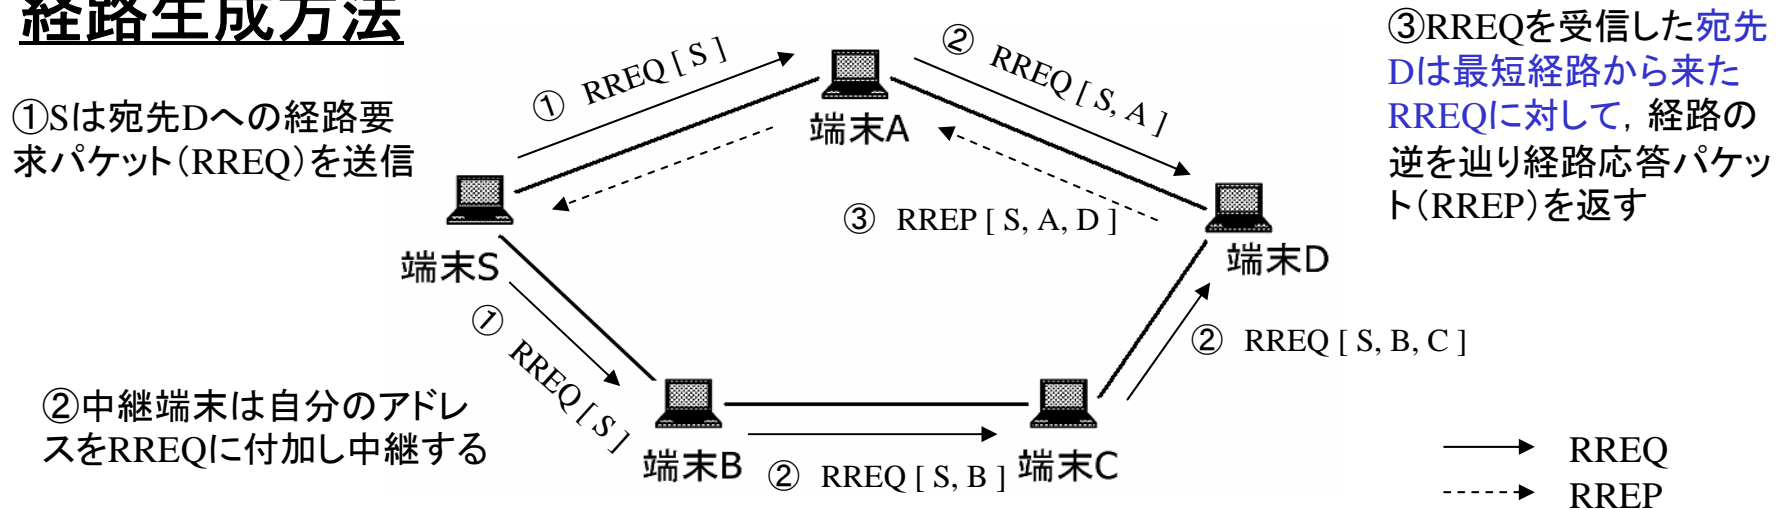 経路生成方法
①Sは宛先Dへの経路要
求パケット(RREQ)を送信
① RREQ [ S ]
② RREQ [ S, A ]
端末A
③RREQを受信した宛先
Dは最短経路から来た
RREQに対して，経路の
逆を辿り経路応答パケッ
ト(RREP)を返す
③ RREP [ S, A, D ]
端末S
端末D
① RREQ [ S ]
② RREQ [ S, B, C ]
②中継端末は自分のアドレ
スをRREQに付加し中継する
端末B
② RREQ [ S, B ]
端末C
RREQ
RREP